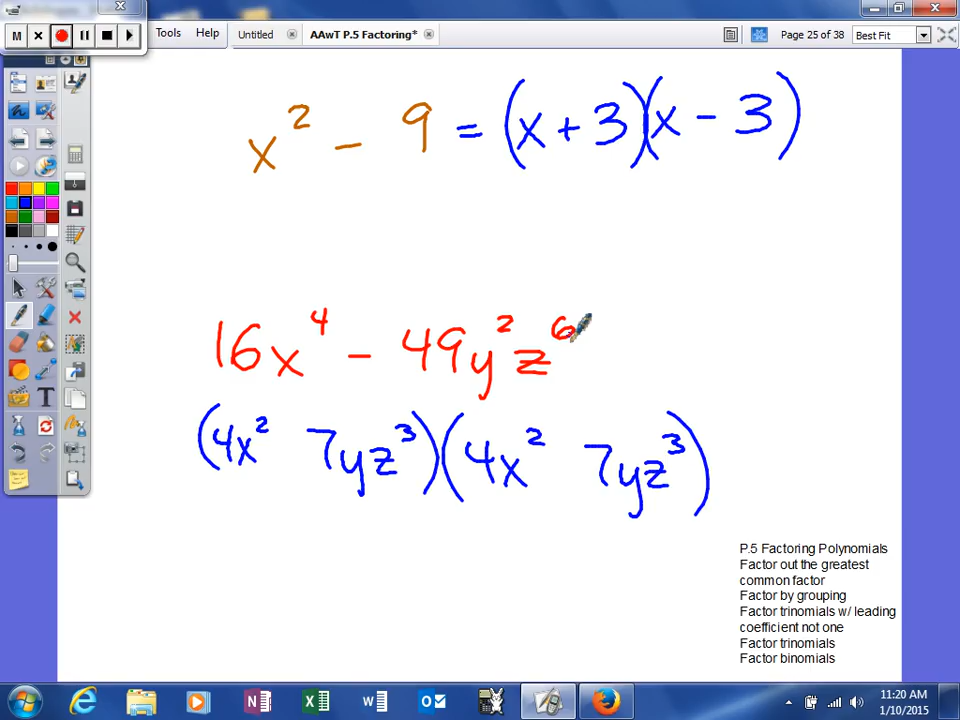 M
Tools Help Untitled AAwT P.5 Factoring* Page 25 of 38 Best Fit
x² - 9 = (x + 3)(x - 3)
16x⁴ - 49y²z⁶
(4x² 7yz³)(4x² 7yz³)
P.5 Factoring Polynomials
Factor out the greatest
common factor
Factor by grouping
Factor trinomials w/ leading
coefficient not one
Factor trinomials
Factor binomials
11:20 AM
1/10/2015